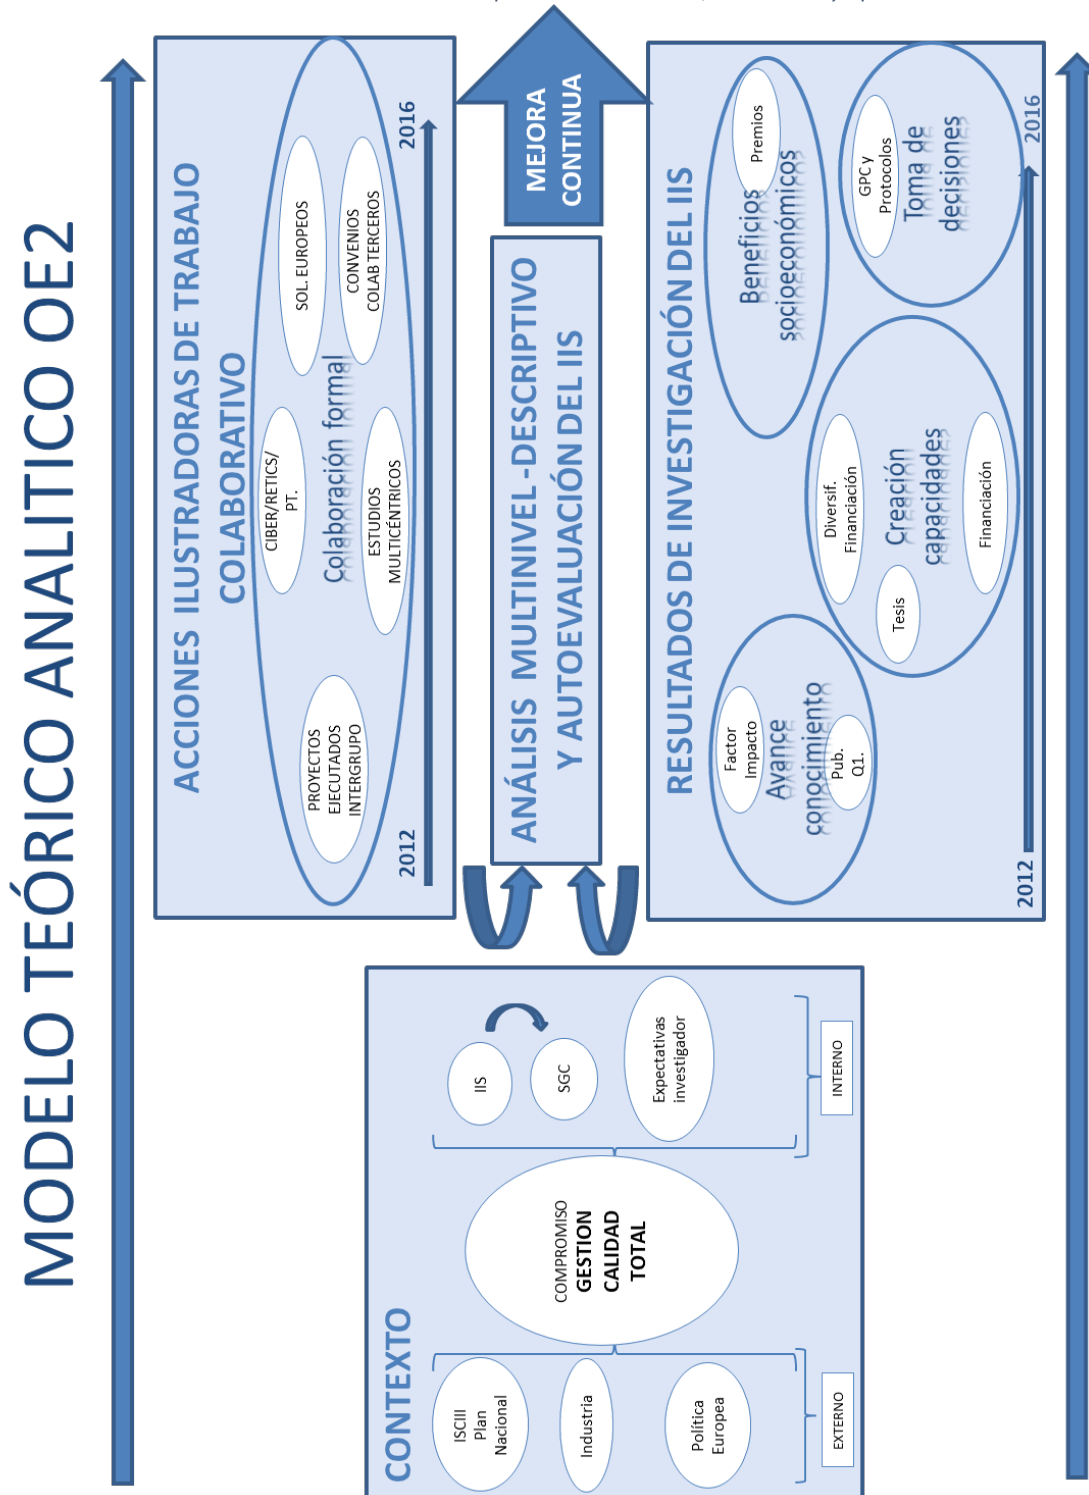 MODELO TEÓRICO ANALITICO OE2
CONTEXTO
ISCIII
Plan
Nacional
Industria
Política
Europea
EXTERNO
COMPROMISO
GESTION
CALIDAD
TOTAL
IIS
SGC
Expectativas
investigador
INTERNO
ACCIONES ILUSTRADORAS DE TRABAJO
COLABORATIVO
PROYECTOS
EJECUTADOS
INTERGRUPO
CIBER/RETICS/
PT.
Colaboración formal
ESTUDIOS
MULTICÉNTRICOS
SOL. EUROPEOS
CONVENIOS
COLAB TERCEROS
2012
2016
ANÁLISIS MULTINIVEL -DESCRIPTIVO
Y AUTOEVALUACIÓN DEL IIS
MEJORA
CONTINUA
RESULTADOS DE INVESTIGACIÓN DEL IIS
Factor
Impacto
Avance
conocimiento
Pub.
Q1.
Diversif.
Financiación
Tesis
Creación
capacidades
Financiación
Beneficios
socioeconómicos
Premios
GPC y
Protocolos
Toma de
decisiones
2012
2016